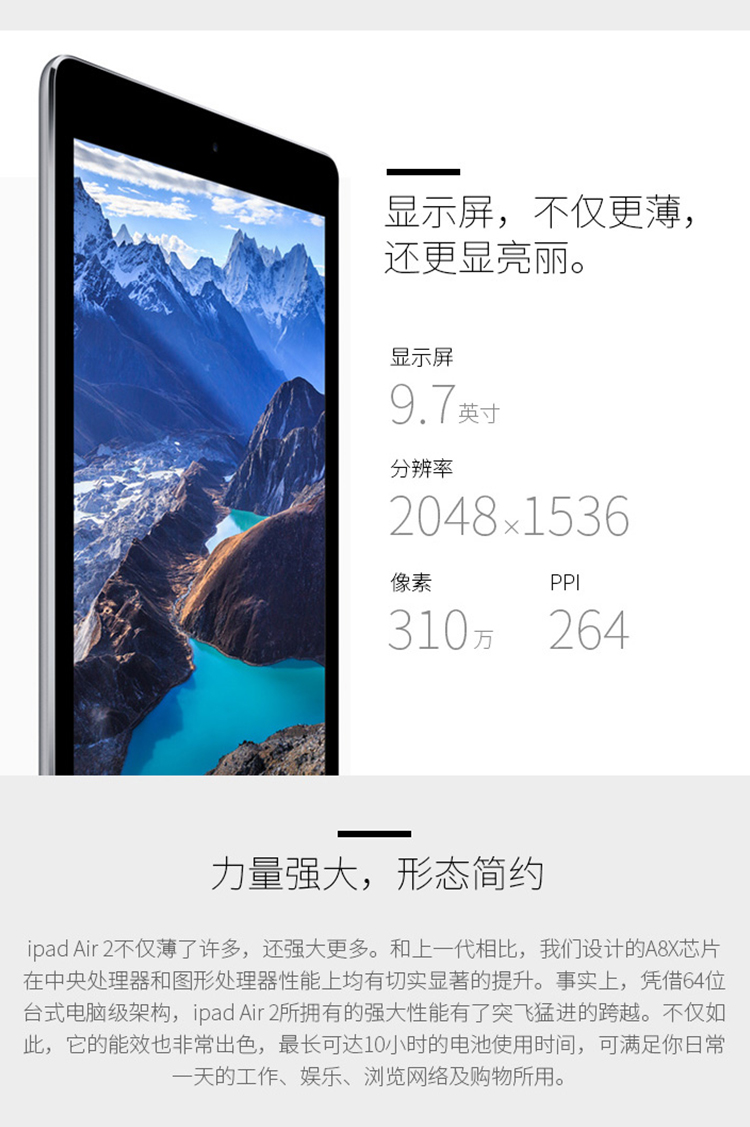 显示屏，不仅更薄，
还更显亮丽。
显示屏
9.7英寸
分辨率
2048×1536
像素 PPI
310万 264
力量强大，形态简约
ipad Air 2不仅薄了许多，还强大更多。和上一代相比，我们设计的A8X芯片
在中央处理器和图形处理器性能上均有切实显著的提升。事实上，凭借64位
台式电脑级架构，ipad Air 2所拥有的强大性能有了突飞猛进的跨越。不仅如
此，它的能效也非常出色，最长可达10小时的电池使用时间，可满足你日常
一天的工作、娱乐、浏览网络及购物所用。